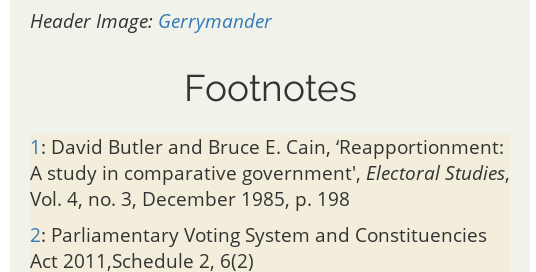 Header Image: Gerrymander
Footnotes
1: David Butler and Bruce E. Cain, ‘Reapportionment:
A study in comparative government', Electoral Studies,
Vol. 4, no. 3, December 1985, p. 198
2: Parliamentary Voting System and Constituencies
Act 2011,Schedule 2, 6(2)